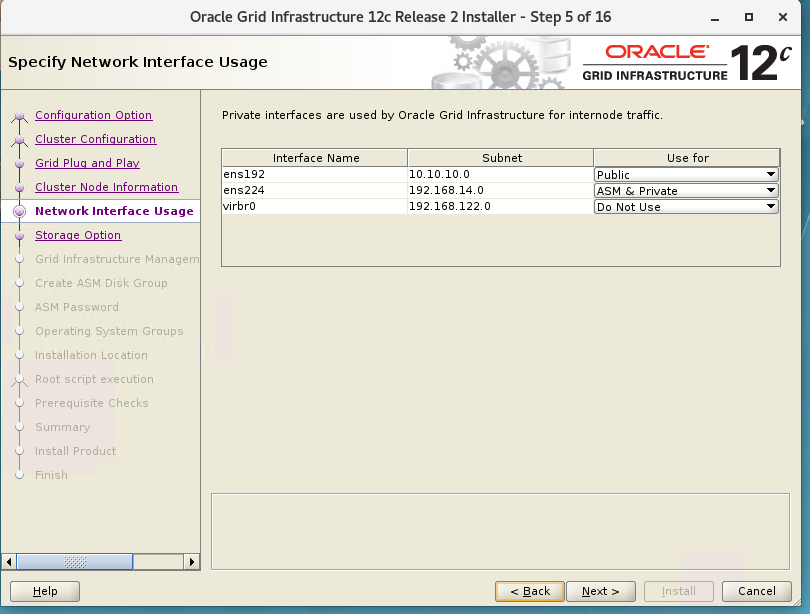 Oracle Grid Infrastructure 12c Release 2 Installer - Step 5 of 16
Specify Network Interface Usage
ORACLE
GRID INFRASTRUCTURE 12c
Configuration Option
Cluster Configuration
Grid Plug and Play
Cluster Node Information
Network Interface Usage
Storage Option
Grid Infrastructure Managem
Create ASM Disk Group
ASM Password
Operating System Groups
Installation Location
Root script execution
Prerequisite Checks
Summary
Install Product
Finish
Private interfaces are used by Oracle Grid Infrastructure for internode traffic.
Interface Name Subnet Use for
ens192 10.10.10.0 Public
ens224 192.168.14.0 ASM & Private
virbr0 192.168.122.0 Do Not Use
Help < Back Next > Install Cancel